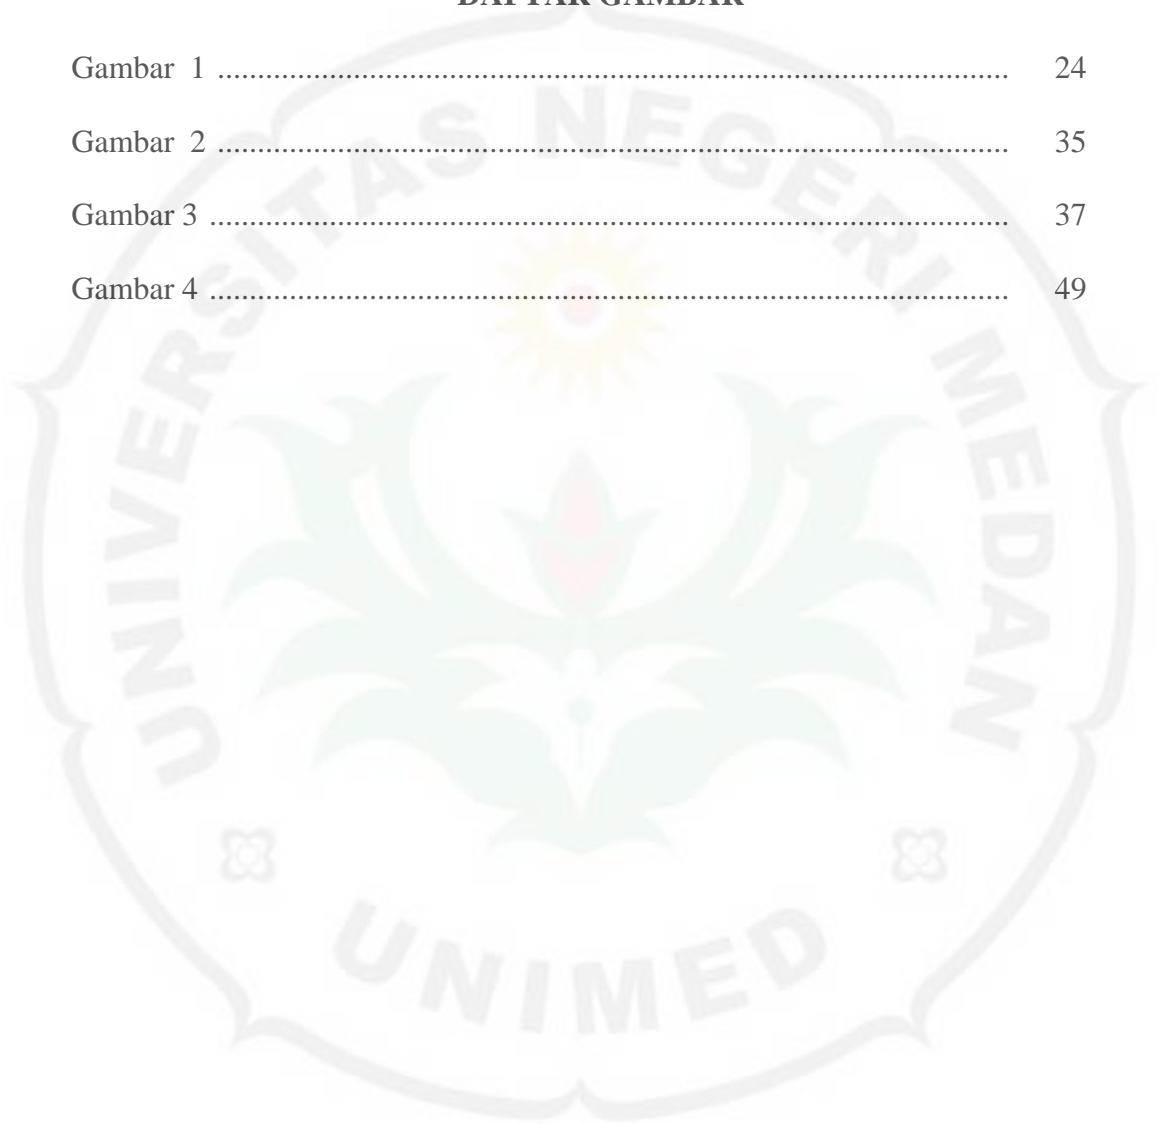 DAFTAR GAMBAR
Gambar 1 .................................................................................................... 24
Gambar 2 .................................................................................................... 35
Gambar 3 .................................................................................................... 37
Gambar 4 .................................................................................................... 49
UNIVERSITAS NEGERI MEDAN
UNIMED